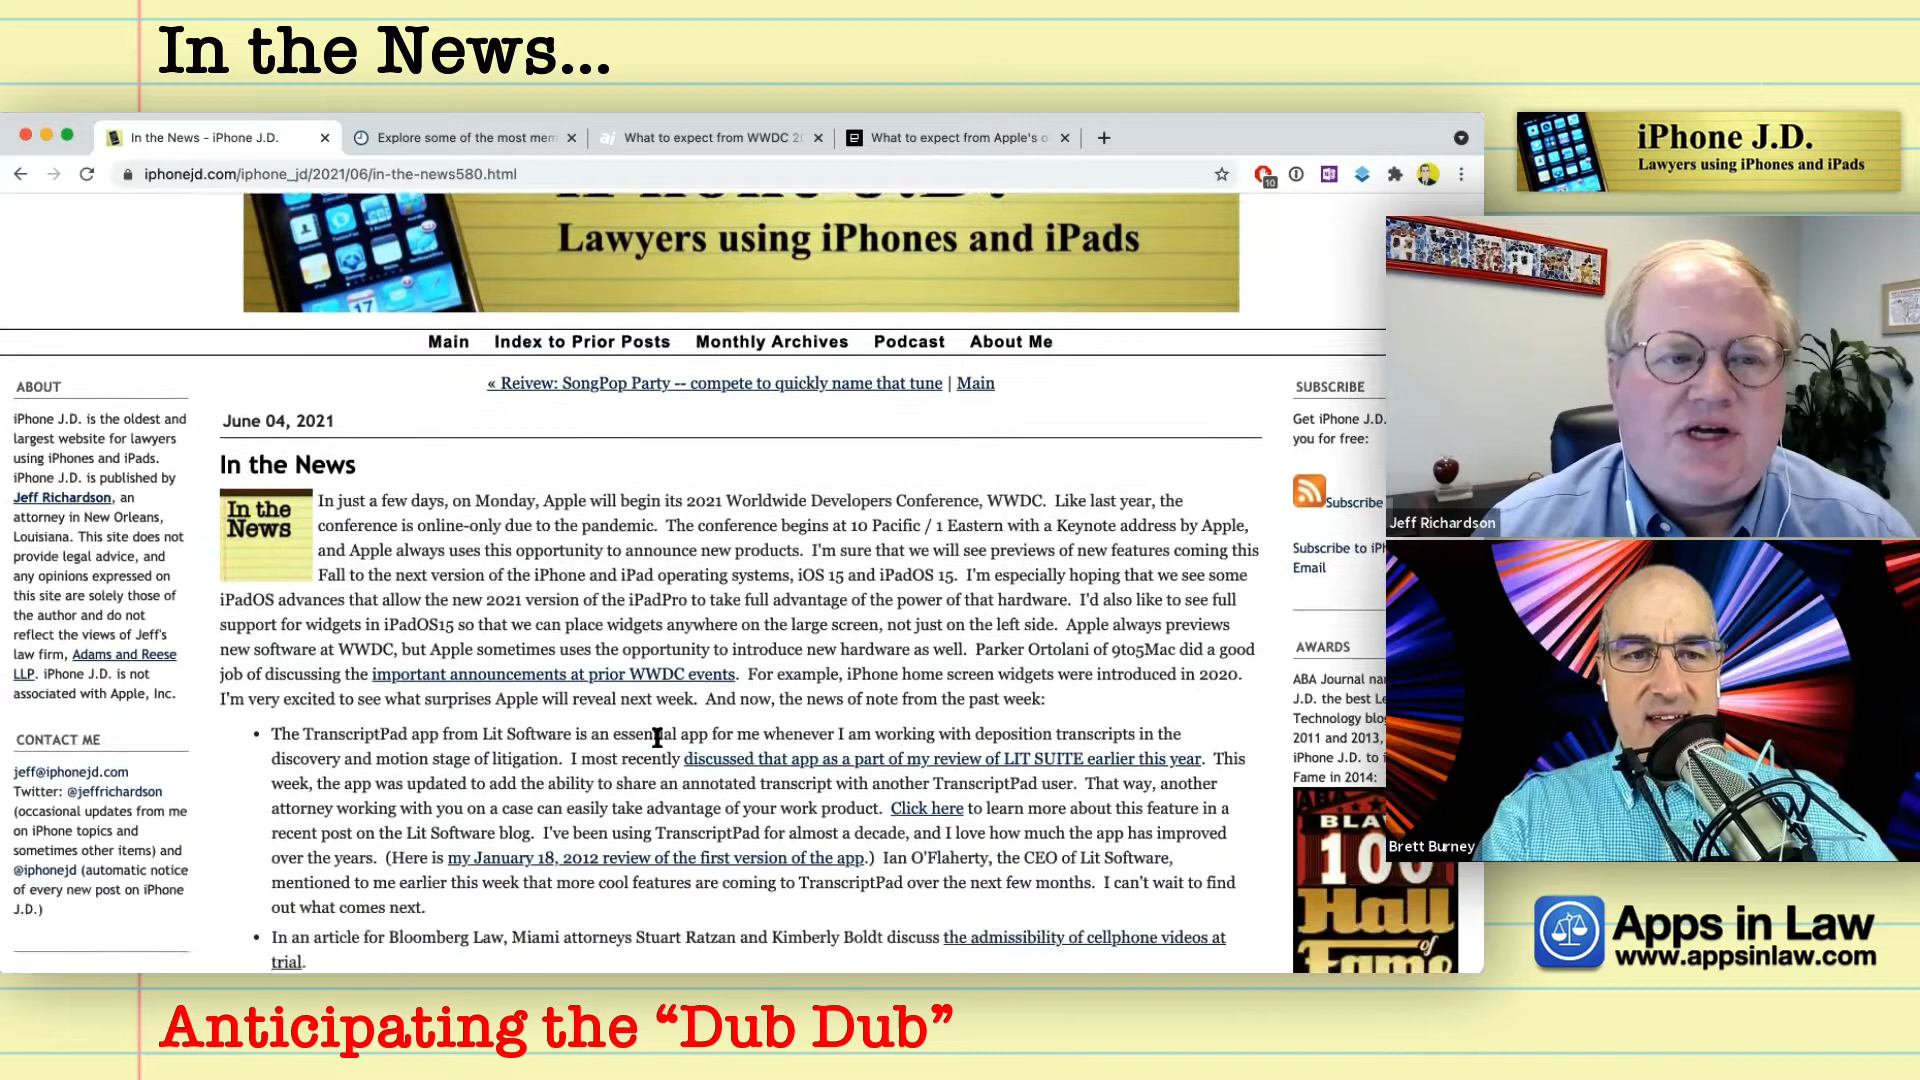 In the News...
In the News - iPhone J.D.
Explore some of the most mem
What to expect from WWDC 20
What to expect from Apple's o
iphonejd.com/iphone_jd/2021/06/in-the-news580.html
10
iPhone J.D.
Lawyers using iPhones and iPads
Lawyers using iPhones and iPads
Main
Index to Prior Posts
Monthly Archives
Podcast
About Me
« Reivew: SongPop Party -- compete to quickly name that tune | Main
ABOUT
iPhone J.D. is the oldest and
largest website for lawyers
using iPhones and iPads.
iPhone J.D. is published by
Jeff Richardson, an
attorney in New Orleans,
Louisiana. This site does not
provide legal advice, and
any opinions expressed on
this site are solely those of
the author and do not
reflect the views of Jeff's
law firm, Adams and Reese
LLP. iPhone J.D. is not
associated with Apple, Inc.
CONTACT ME
jeff@iphonejd.com
Twitter: @jeffrichardson
(occasional updates from me
on iPhone topics and
sometimes other items) and
@iphonejd (automatic notice
of every new post on iPhone
J.D.)
June 04, 2021
In the News
In the
News
In just a few days, on Monday, Apple will begin its 2021 Worldwide Developers Conference, WWDC. Like last year, the
conference is online-only due to the pandemic. The conference begins at 10 Pacific / 1 Eastern with a Keynote address by Apple,
and Apple always uses this opportunity to announce new products. I'm sure that we will see previews of new features coming this
Fall to the next version of the iPhone and iPad operating systems, iOS 15 and iPadOS 15. I'm especially hoping that we see some
iPadOS advances that allow the new 2021 version of the iPadPro to take full advantage of the power of that hardware. I'd also like to see full
support for widgets in iPadOS15 so that we can place widgets anywhere on the large screen, not just on the left side. Apple always previews
new software at WWDC, but Apple sometimes uses the opportunity to introduce new hardware as well. Parker Ortolani of 9to5Mac did a good
job of discussing the important announcements at prior WWDC events. For example, iPhone home screen widgets were introduced in 2020.
I'm very excited to see what surprises Apple will reveal next week. And now, the news of note from the past week:
• The TranscriptPad app from Lit Software is an essential app for me whenever I am working with deposition transcripts in the
discovery and motion stage of litigation. I most recently discussed that app as a part of my review of LIT SUITE earlier this year. This
week, the app was updated to add the ability to share an annotated transcript with another TranscriptPad user. That way, another
attorney working with you on a case can easily take advantage of your work product. Click here to learn more about this feature in a
recent post on the Lit Software blog. I've been using TranscriptPad for almost a decade, and I love how much the app has improved
over the years. (Here is my January 18, 2012 review of the first version of the app.) Ian O'Flaherty, the CEO of Lit Software,
mentioned to me earlier this week that more cool features are coming to TranscriptPad over the next few months. I can't wait to find
out what comes next.
• In an article for Bloomberg Law, Miami attorneys Stuart Ratzan and Kimberly Boldt discuss the admissibility of cellphone videos at
trial.
SUBSCRIBE
Get iPhone J.D.
you for free:
Subscribe
Subscribe to iPh
Email
AWARDS
ABA Journal na
J.D. the best Le
Technology blo
2011 and 2013,
iPhone J.D. to i
Fame in 2014:
ABA
BLA
100
Hall
of
Fame
Jeff Richardson
Brett Burney
Apps in Law
www.appsinlaw.com
Anticipating the “Dub Dub”